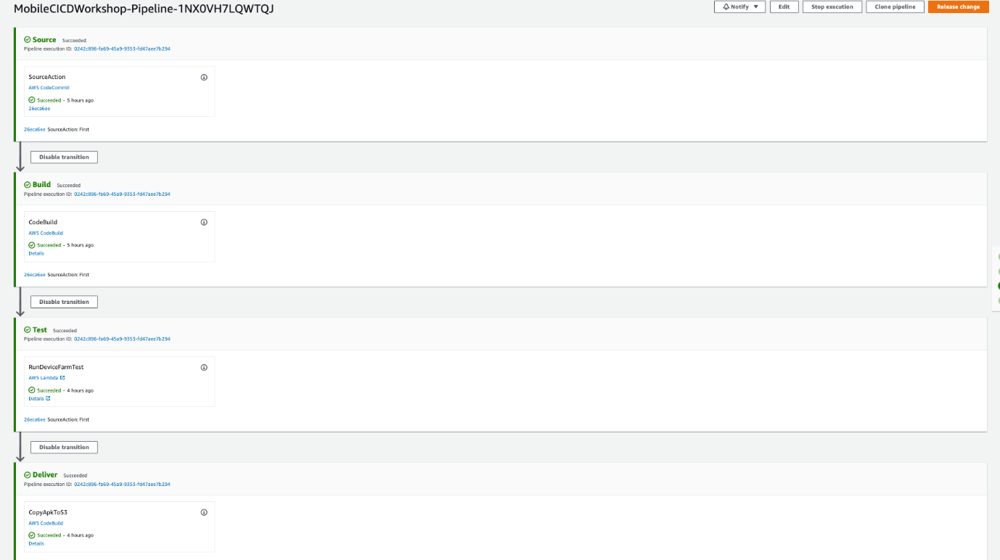 MobileCICDWorkshop-Pipeline-1NX0VH7LQWTQJ
Notify Edit Stop execution Clone pipeline Release change
Source Succeeded
Pipeline execution ID: 0242c896-fa69-45a9-9353-fd47aee7b294
SourceAction
AWS CodeCommit
Succeeded - 5 hours ago
26eca6ee
26eca6ee SourceAction: First
Disable transition
Build Succeeded
Pipeline execution ID: 0242c896-fa69-45a9-9353-fd47aee7b294
CodeBuild
AWS CodeBuild
Succeeded - 5 hours ago
Details
26eca6ee SourceAction: First
Disable transition
Test Succeeded
Pipeline execution ID: 0242c896-fa69-45a9-9353-fd47aee7b294
RunDeviceFarmTest
AWS Lambda
Succeeded - 4 hours ago
Details
26eca6ee SourceAction: First
Disable transition
Deliver Succeeded
Pipeline execution ID: 0242c896-fa69-45a9-9353-fd47aee7b294
CopyApkToS3
AWS CodeBuild
Succeeded - 4 hours ago
Details